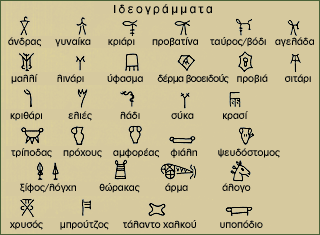 Ιδεογράμματα
άνδρας γυναίκα κριάρι προβατίνα ταύρος/βόδι αγελάδα
μαλλί λινάρι ύφασμα δέρμα βοοειδούς προβιά σιτάρι
κριθάρι ελιές λάδι σύκα κρασί
τρίποδας πρόχους αμφορέας φιάλη ψευδόστομος
ξίφος/λόγχη θώρακας άρμα άλογο
χρυσός μπρούτζος τάλαντο χαλκού υποπόδιο